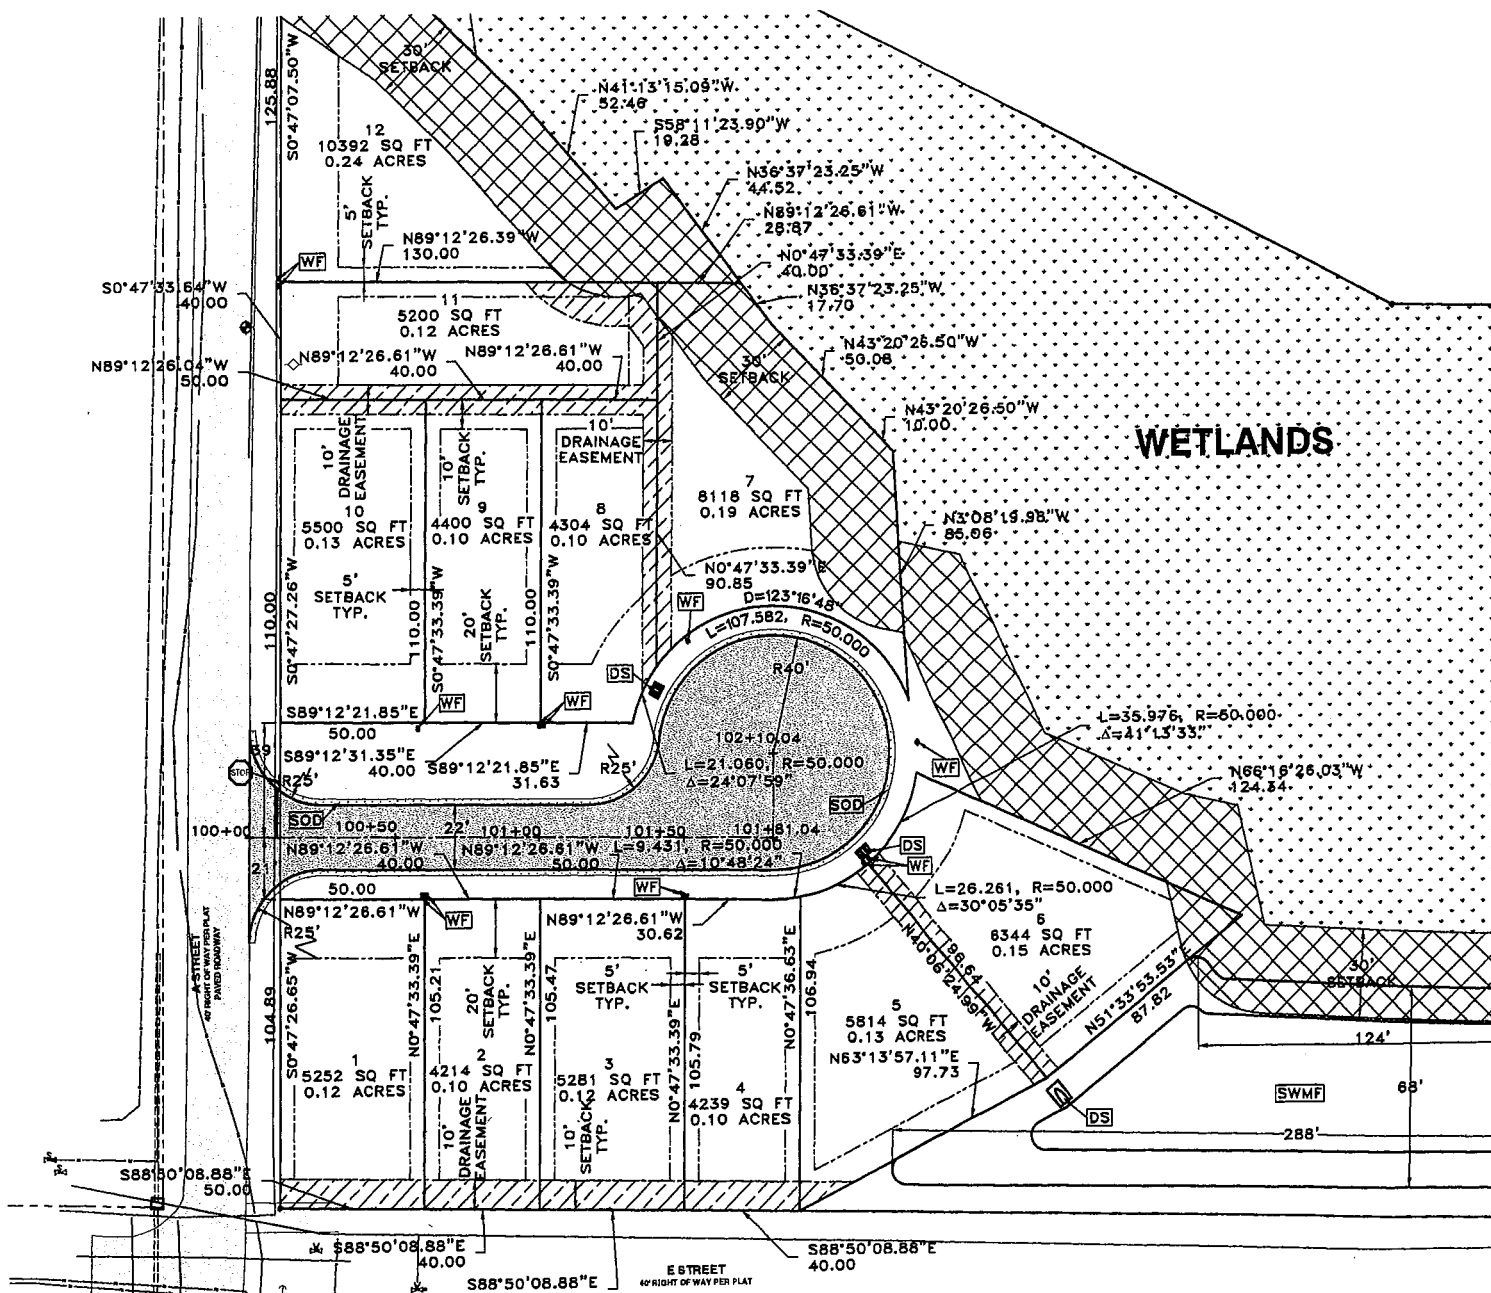 30'
SETBACK
125.88
S0°47'07.50"W
N41°13'15.09"W
52.46
S58°11'23.90"W
19.28
12
10392 SQ FT
0.24 ACRES
N36°37'23.25"W
44.52
N89°12'26.61"W
28.87
5'
SETBACK
TYP.
N89°12'26.39"W
130.00
N0°47'33.39"E
40.00
WF
S0°47'33.64"W
40.00
N36°37'23.25"W
17.70
11
5200 SQ FT
0.12 ACRES
N43°20'26.50"W
50.08
N89°12'26.61"W
40.00
N89°12'26.61"W
40.00
N89°12'26.04"W
50.00
30'
SETBACK
N43°20'26.50"W
10.00
WETLANDS
10'
DRAINAGE
EASEMENT
10'
SETBACK
TYP.
10'
DRAINAGE
EASEMENT
10
5500 SQ FT
0.13 ACRES
9
4400 SQ FT
0.10 ACRES
8
4304 SQ FT
0.10 ACRES
7
8118 SQ FT
0.19 ACRES
N3°08'19.98"W
85.06
5'
SETBACK
TYP.
20'
SETBACK
TYP.
N0°47'33.39"E
90.85
110.00
S0°47'27.26"W
110.00
S0°47'33.39"W
110.00
S0°47'33.39"W
WF
D=123°16'48"
L=107.582, R=50.000
R40'
DS
WF
WF
S89°12'21.85"E
50.00
S89°12'31.35"E
40.00
S89°12'21.85"E
31.63
39
STOP
R25'
R25'
102+10.04
L=21.060, R=50.000
Δ=24°07'59"
L=35.976, R=50.000
Δ=41°13'33"
WF
N66°16'26.03"W
124.34
SOD
SOD
100+00
100+50
22'
101+00
101+50
101+81.04
21
N89°12'26.61"W
40.00
N89°12'26.61"W
50.00
L=9.431, R=50.000
Δ=10°48'24"
DS
WF
50.00
N89°12'26.61"W
WF
WF
N89°12'26.61"W
30.62
L=26.261, R=50.000
Δ=30°05'35"
R25'
A STREET
40' RIGHT OF WAY PER PLAT
PAVED ROADWAY
104.89
S0°47'26.65"W
N0°47'33.39"E
105.21
20'
SETBACK
TYP.
N0°47'33.39"E
105.47
5'
SETBACK
TYP.
5'
SETBACK
TYP.
N0°47'33.39"E
105.79
N0°47'36.63"E
106.94
6
6344 SQ FT
0.15 ACRES
N40°06'24.99"W
96.64
10'
DRAINAGE
EASEMENT
N51°33'53.53"E
87.82
30'
SETBACK
124'
5
5814 SQ FT
0.13 ACRES
N63°13'57.11"E
97.73
1
5252 SQ FT
0.12 ACRES
2
4214 SQ FT
0.10 ACRES
3
5281 SQ FT
0.12 ACRES
4
4239 SQ FT
0.10 ACRES
10'
DRAINAGE
EASEMENT
10'
SETBACK
TYP.
SWMF
68'
DS
288'
S88°50'08.88"E
50.00
S88°50'08.88"E
40.00
S88°50'08.88"E
S88°50'08.88"E
40.00
E STREET
40' RIGHT OF WAY PER PLAT